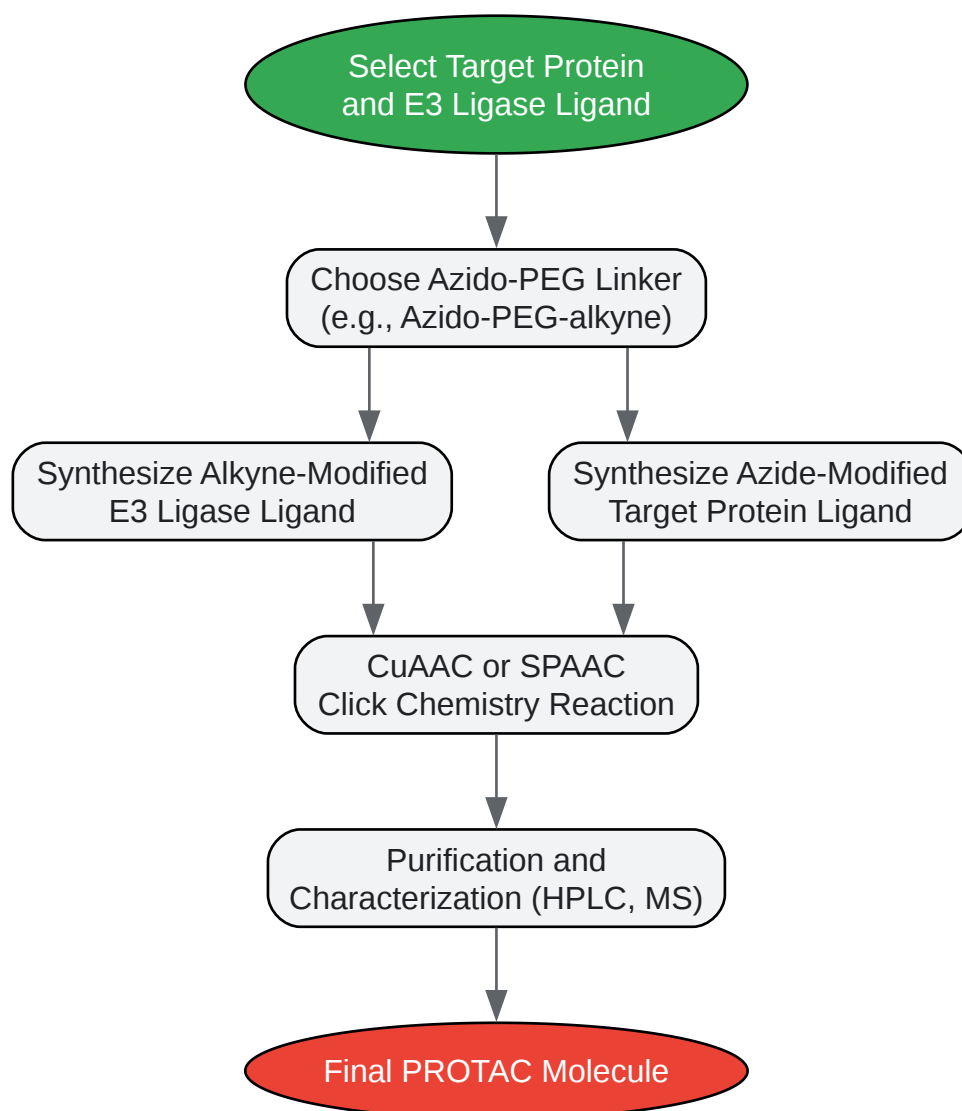 Select Target Protein
and E3 Ligase Ligand
Choose Azido-PEG Linker
(e.g., Azido-PEG-alkyne)
Synthesize Alkyne-Modified
E3 Ligase Ligand
Synthesize Azide-Modified
Target Protein Ligand
CuAAC or SPAAC
Click Chemistry Reaction
Purification and
Characterization (HPLC, MS)
Final PROTAC Molecule